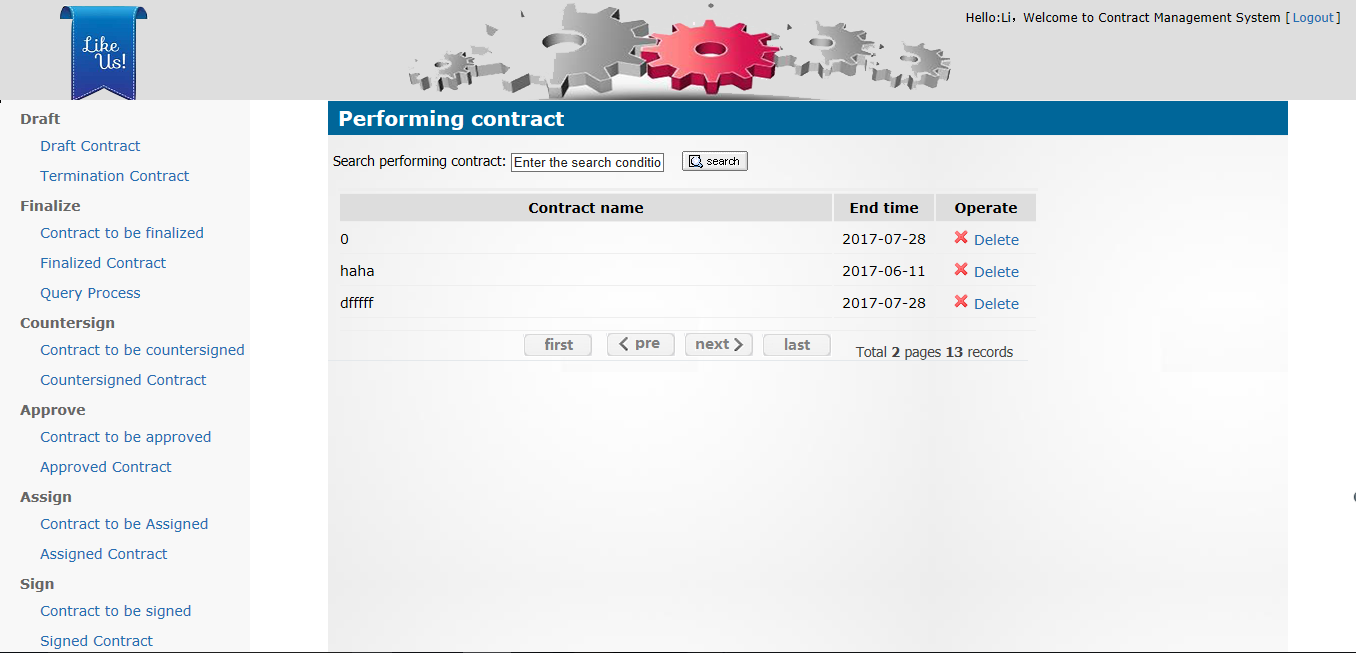 Like
Us!
Hello:Li，Welcome to Contract Management System [ Logout ]
Draft
Draft Contract
Termination Contract
Finalize
Contract to be finalized
Finalized Contract
Query Process
Countersign
Contract to be countersigned
Countersigned Contract
Approve
Contract to be approved
Approved Contract
Assign
Contract to be Assigned
Assigned Contract
Sign
Contract to be signed
Signed Contract
Performing contract
Search performing contract: Enter the search conditio search
Contract name End time Operate
0 2017-07-28 Delete
haha 2017-06-11 Delete
dfffff 2017-07-28 Delete
first pre next last Total 2 pages 13 records